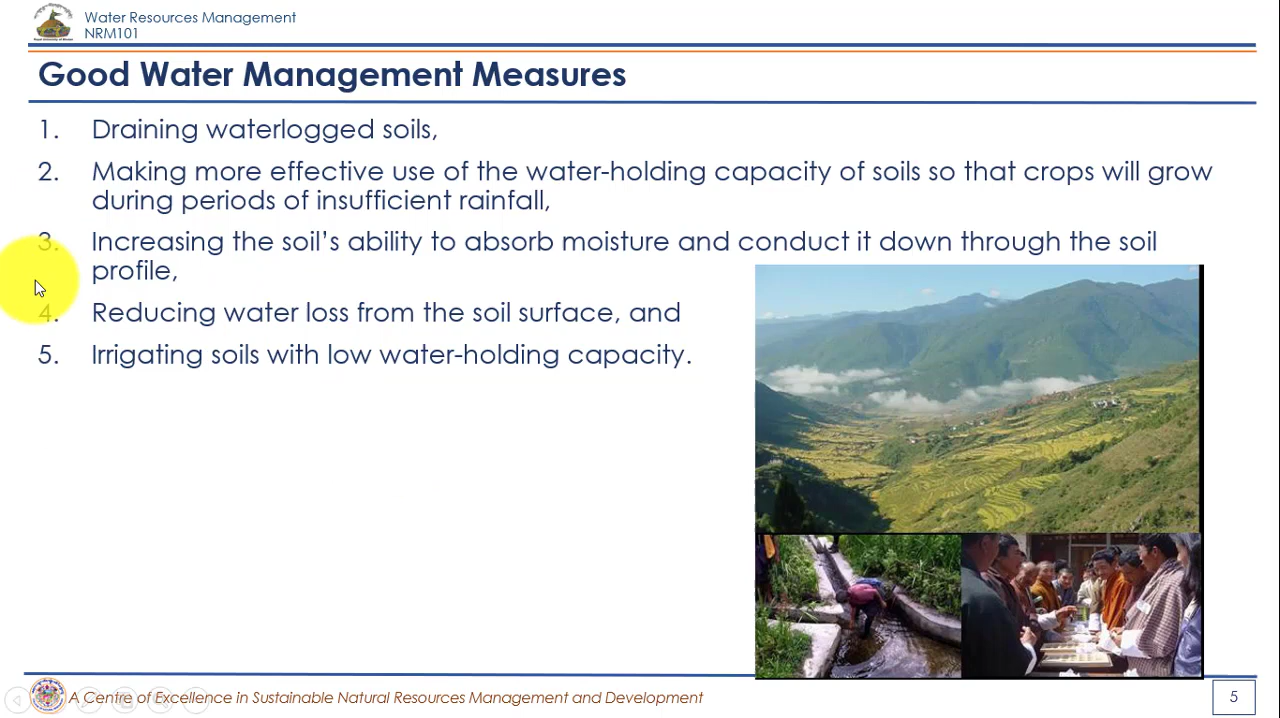 Water Resources Management
NRM101
Good Water Management Measures
1. Draining waterlogged soils,
2. Making more effective use of the water-holding capacity of soils so that crops will grow
during periods of insufficient rainfall,
3. Increasing the soil’s ability to absorb moisture and conduct it down through the soil
profile,
4. Reducing water loss from the soil surface, and
5. Irrigating soils with low water-holding capacity.
A Centre of Excellence in Sustainable Natural Resources Management and Development
5